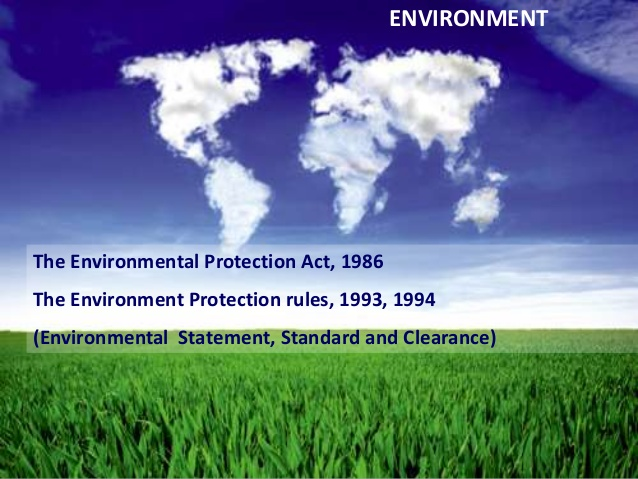 ENVIRONMENT
The Environmental Protection Act, 1986
The Environment Protection rules, 1993, 1994
(Environmental Statement, Standard and Clearance)